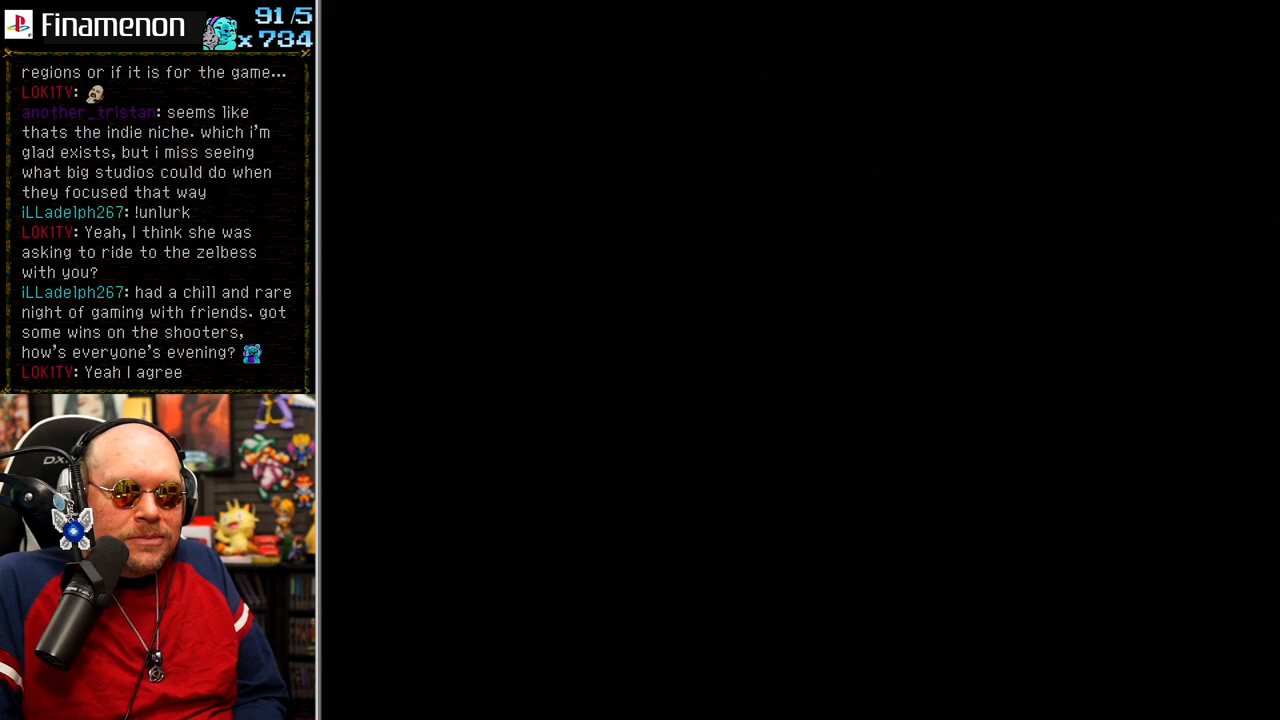 Finamenon
91/5
x 734
regions or if it is for the game...
LOK1TV:
another_tristan: seems like
thats the indie niche. which i'm
glad exists, but i miss seeing
what big studios could do when
they focused that way
iLLadelph267: !unlurk
LOK1TV: Yeah, I think she was
asking to ride to the zelbess
with you?
iLLadelph267: had a chill and rare
night of gaming with friends. got
some wins on the shooters,
how's everyone's evening?
LOK1TV: Yeah I agree
DX